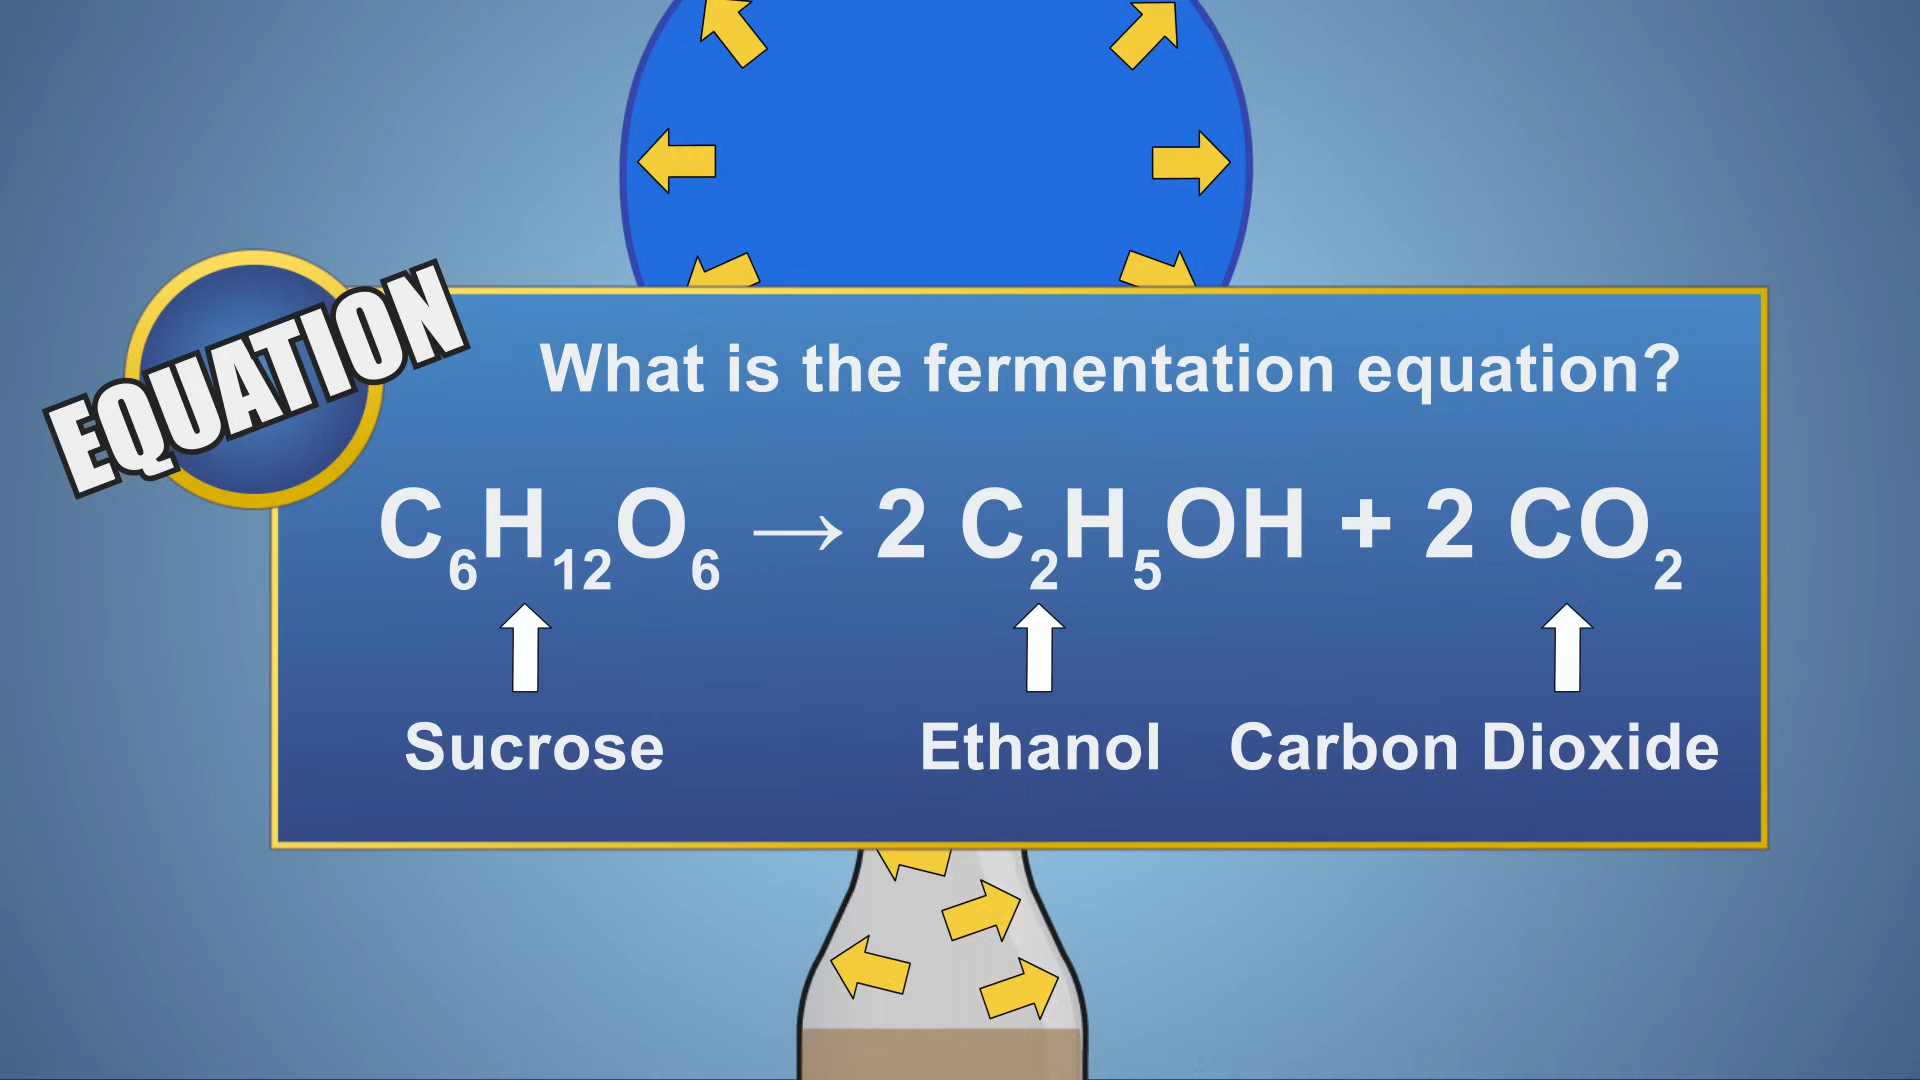 EQUATION
What is the fermentation equation?
C₆H₁₂O₆ → 2 C₂H₅OH + 2 CO₂
Sucrose Ethanol Carbon Dioxide